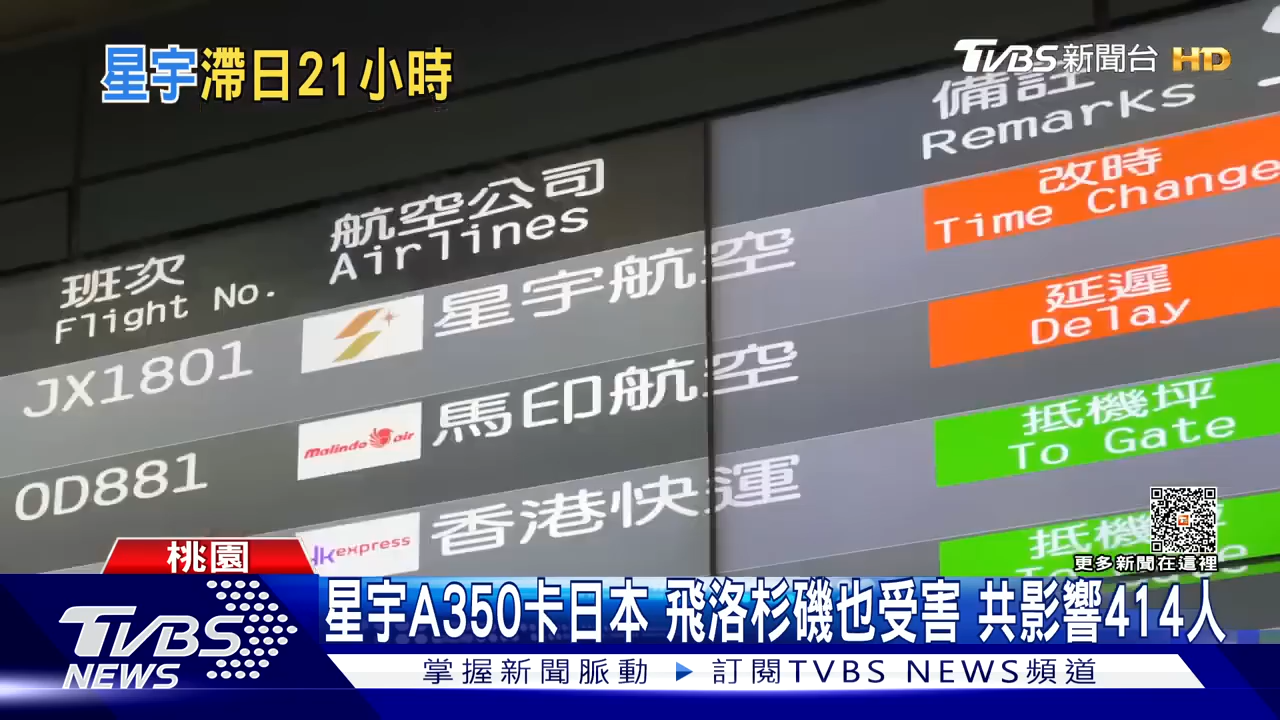 星宇滯日21小時
TVBS新聞台 HD
備註
Remarks
航空公司
Airlines
班次
Flight No.
改時
Time Change
JX1801
星宇航空
延遲
Delay
OD881
malindo air
馬印航空
抵機坪
To Gate
hkexpress
香港快運
抵機坪
更多新聞在這裡
桃園
星宇A350卡日本 飛洛杉磯也受害 共影響414人
TVBS
NEWS
掌握新聞脈動 ▶ 訂閱TVBS NEWS頻道